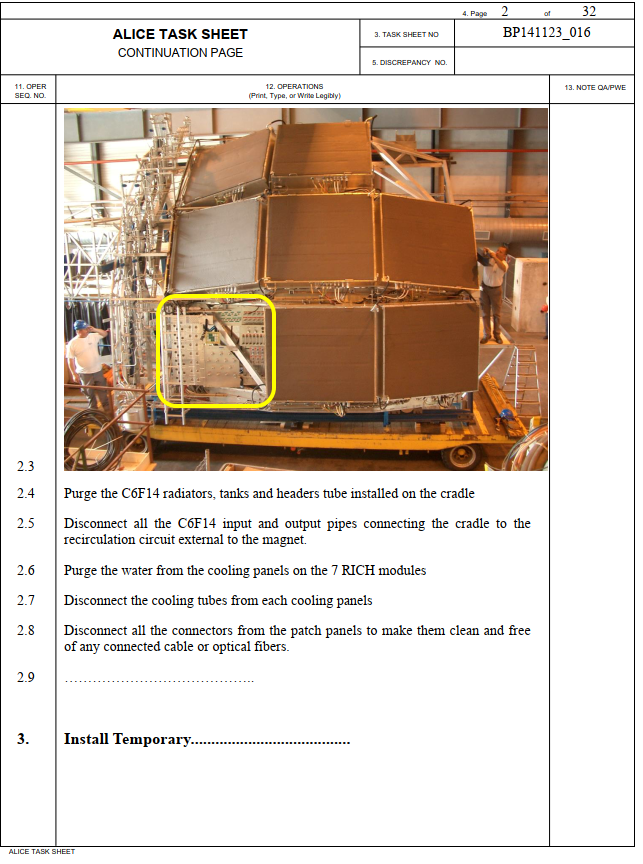 4. Page 2 of 32
ALICE TASK SHEET
CONTINUATION PAGE
3. TASK SHEET NO
BP141123_016
5. DISCREPANCY NO.
11. OPER
SEQ. NO.
12. OPERATIONS
(Print, Type, or Write Legibly)
13. NOTE QA/PWE
2.3
2.4 Purge the C6F14 radiators, tanks and headers tube installed on the cradle
2.5 Disconnect all the C6F14 input and output pipes connecting the cradle to the
recirculation circuit external to the magnet.
2.6 Purge the water from the cooling panels on the 7 RICH modules
2.7 Disconnect the cooling tubes from each cooling panels
2.8 Disconnect all the connectors from the patch panels to make them clean and free
of any connected cable or optical fibers.
2.9 …………………………………..
3. Install Temporary.......................................
ALICE TASK SHEET